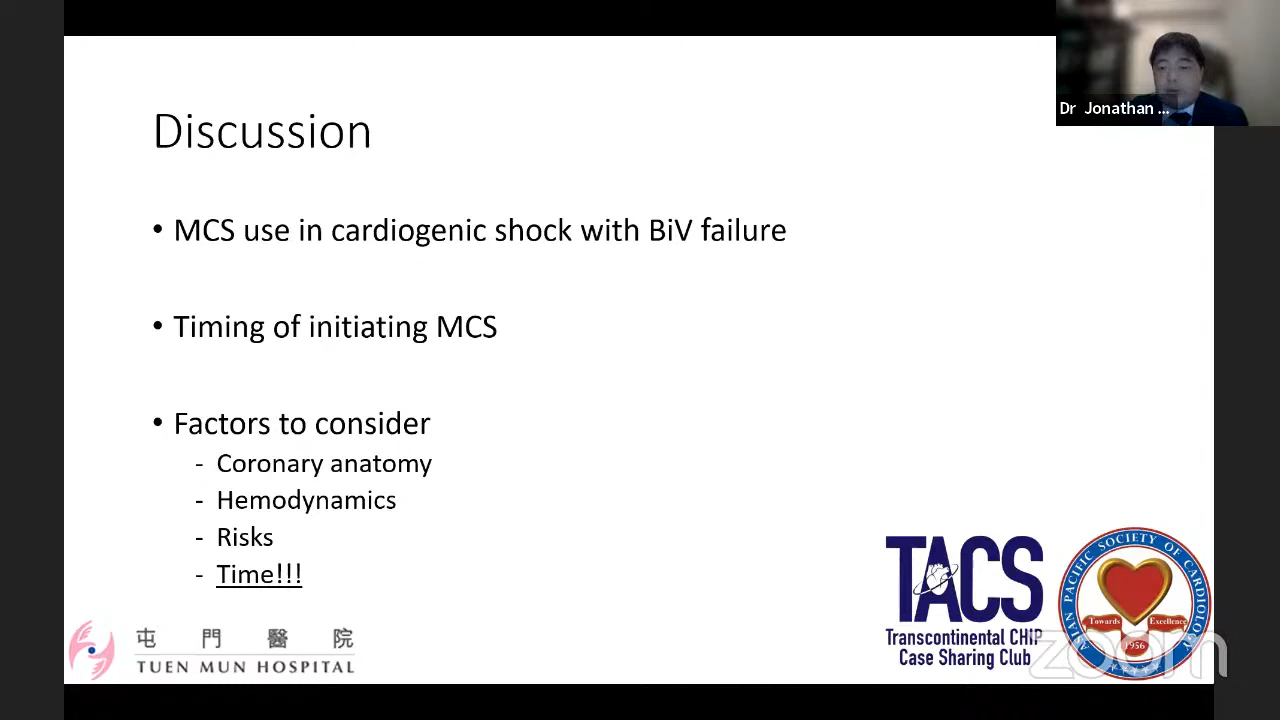 Dr Jonathan ...
Discussion
• MCS use in cardiogenic shock with BiV failure
• Timing of initiating MCS
• Factors to consider
- Coronary anatomy
- Hemodynamics
- Risks
- Time!!!
屯門醫院
TUEN MUN HOSPITAL
TACS
Transcontinental CHIP
Case Sharing Club
ASIAN PACIFIC SOCIETY OF CARDIOLOGY
Towards Excellence
1956
zoom